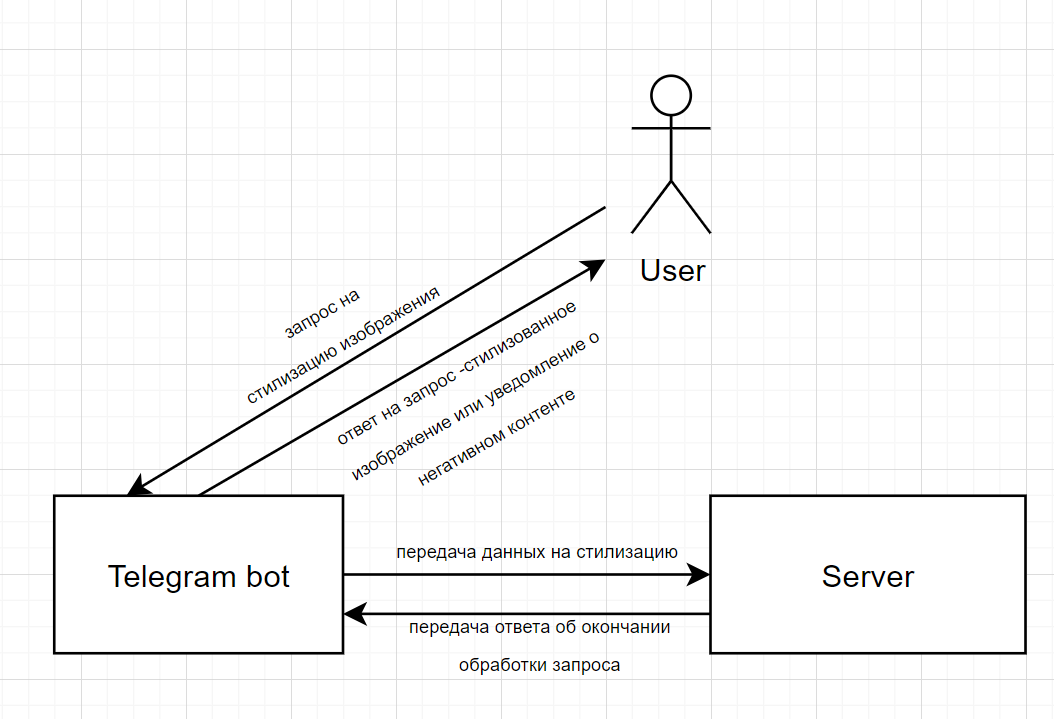 User
запрос на
стилизацию изображения
ответ на запрос -стилизованное
изображение или уведомление о
негативном контенте
передача данных на стилизацию
Telegram bot
Server
передача ответа об окончании
обработки запроса